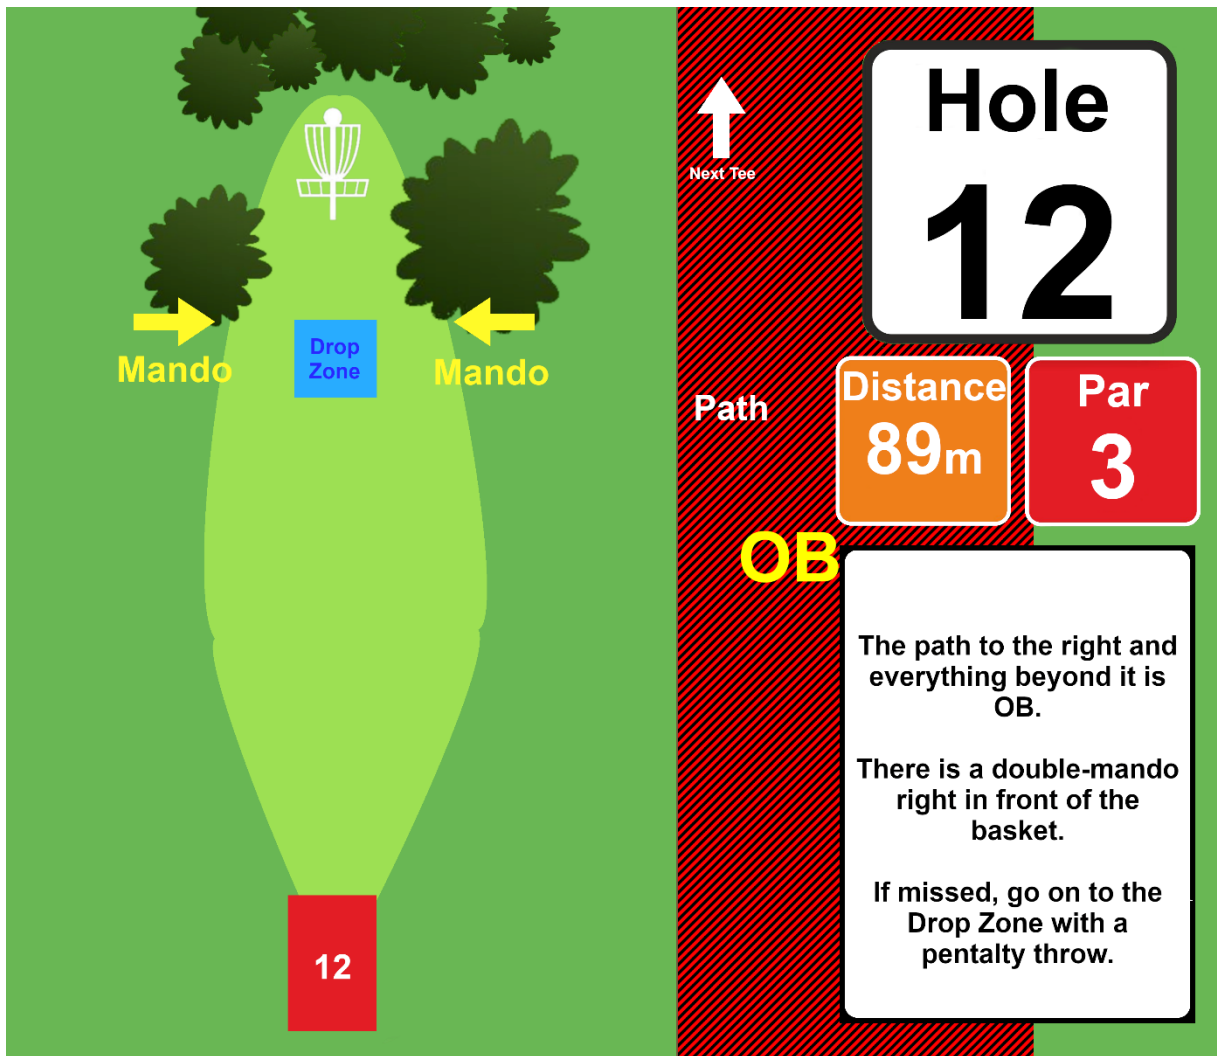 Hole
12
Next Tee
Drop
Zone
Mando
Mando
Path
Distance
89m
Par
3
OB
The path to the right and
everything beyond it is
OB.
There is a double-mando
right in front of the
basket.
If missed, go on to the
Drop Zone with a
pentalty throw.
12